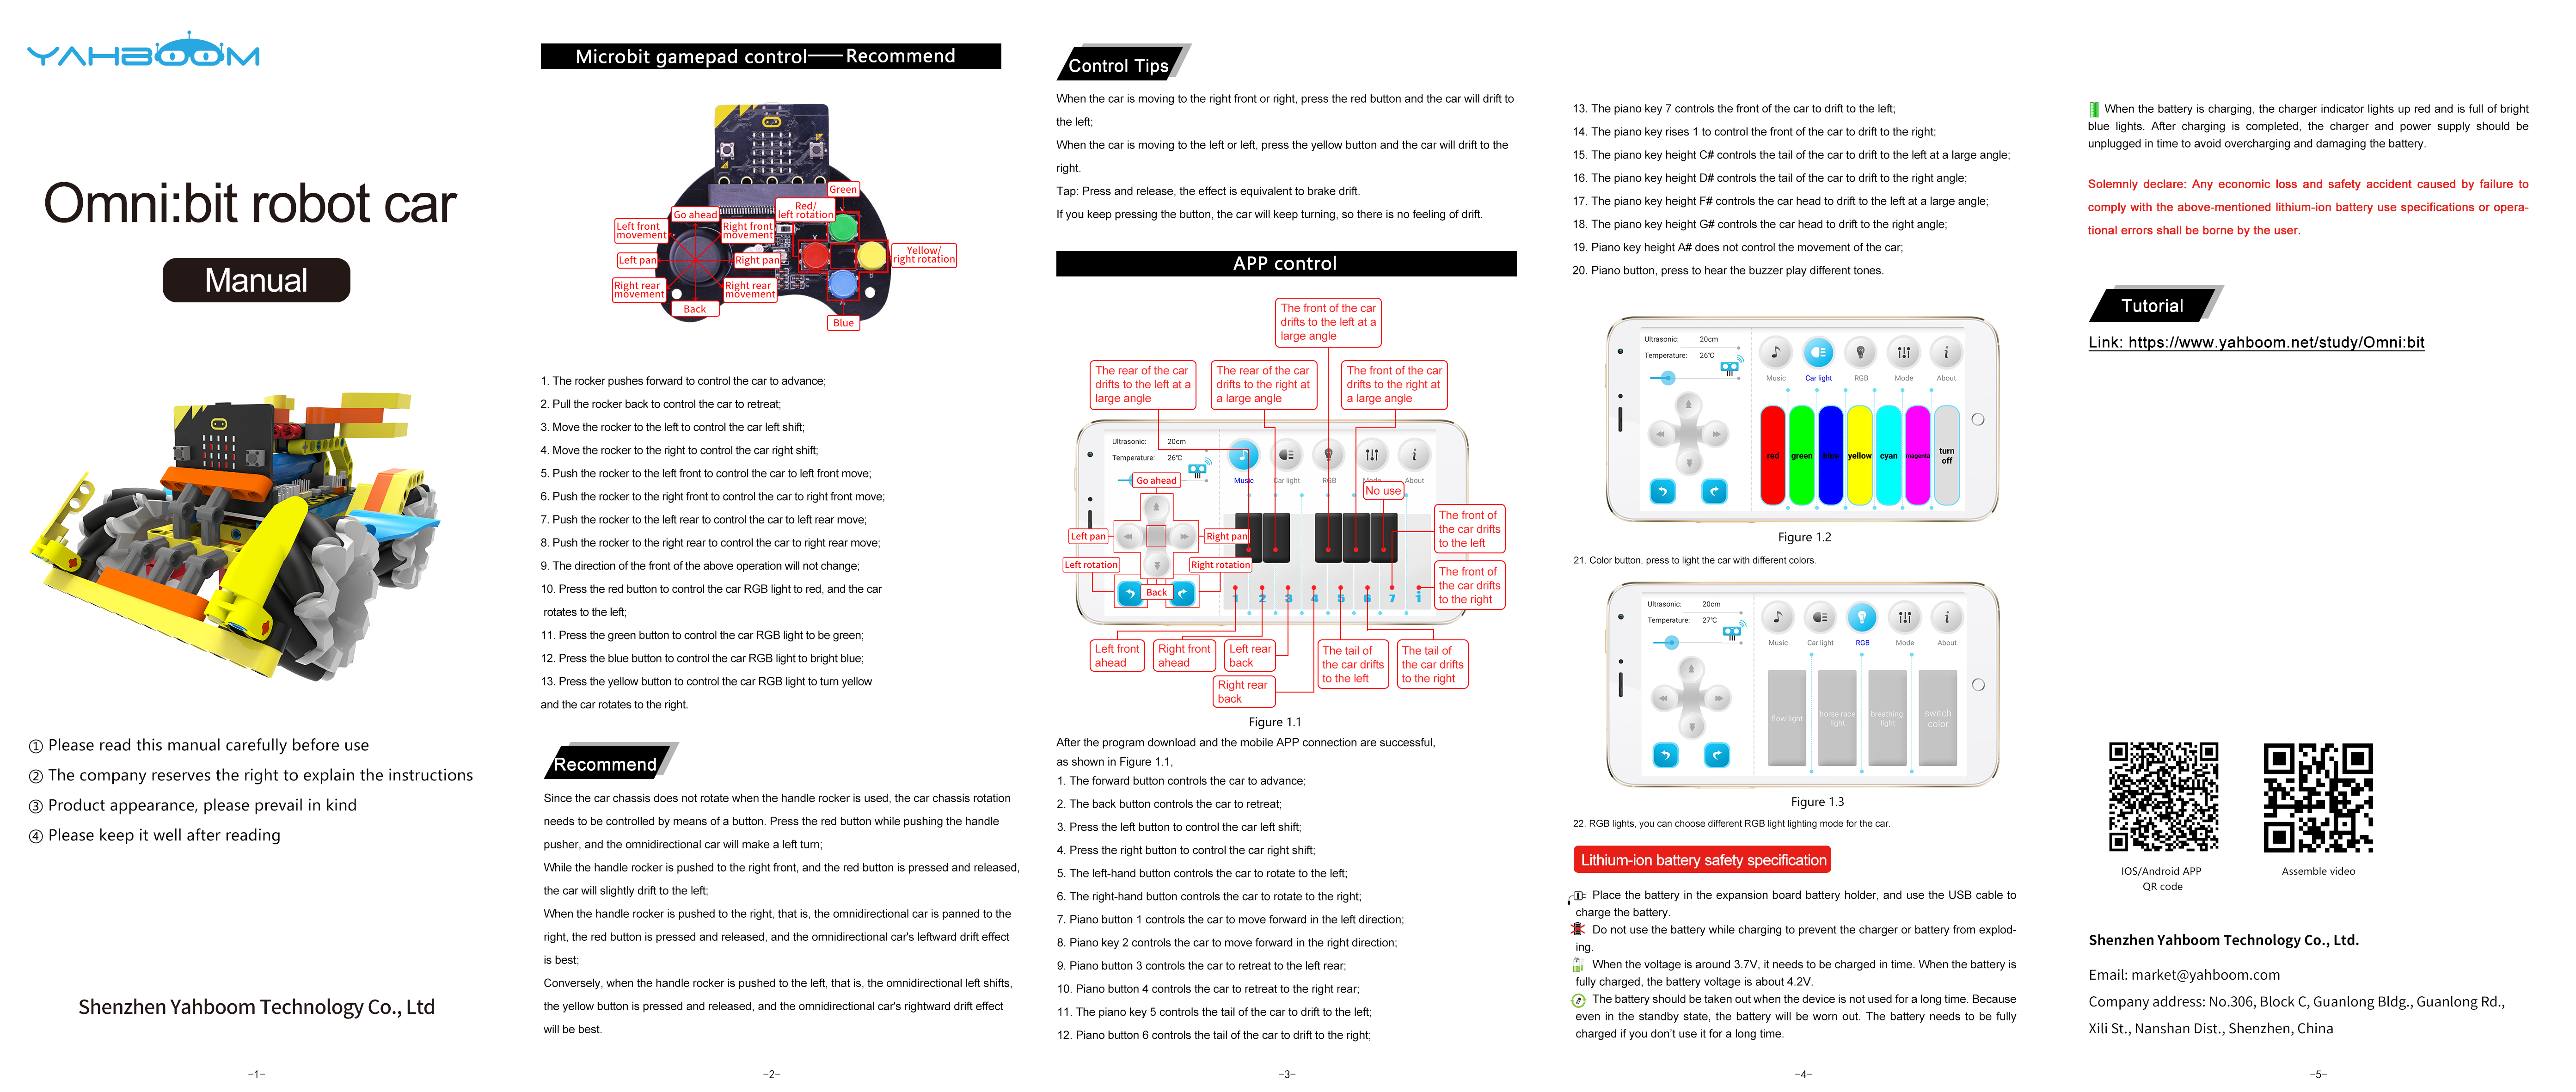 YAHBOOM
Omni:bit robot car
Manual
① Please read this manual carefully before use
② The company reserves the right to explain the instructions
③ Product appearance, please prevail in kind
④ Please keep it well after reading
Shenzhen Yahboom Technology Co., Ltd
-1-
Microbit gamepad control——Recommend
Green
Red/
left rotation
Go ahead
Left front
movement
Right front
movement
Yellow/
right rotation
Left pan
Right pan
Right rear
movement
Right rear
movement
Back
Blue
1. The rocker pushes forward to control the car to advance;
2. Pull the rocker back to control the car to retreat;
3. Move the rocker to the left to control the car left shift;
4. Move the rocker to the right to control the car right shift;
5. Push the rocker to the left front to control the car to left front move;
6. Push the rocker to the right front to control the car to right front move;
7. Push the rocker to the left rear to control the car to left rear move;
8. Push the rocker to the right rear to control the car to right rear move;
9. The direction of the front of the above operation will not change;
10. Press the red button to control the car RGB light to red, and the car
rotates to the left;
11. Press the green button to control the car RGB light to be green;
12. Press the blue button to control the car RGB light to bright blue;
13. Press the yellow button to control the car RGB light to turn yellow
and the car rotates to the right.
Recommend
Since the car chassis does not rotate when the handle rocker is used, the car chassis rotation
needs to be controlled by means of a button. Press the red button while pushing the handle
pusher, and the omnidirectional car will make a left turn;
While the handle rocker is pushed to the right front, and the red button is pressed and released,
the car will slightly drift to the left;
When the handle rocker is pushed to the right, that is, the omnidirectional car is panned to the
right, the red button is pressed and released, and the omnidirectional car's leftward drift effect
is best;
Conversely, when the handle rocker is pushed to the left, that is, the omnidirectional left shifts,
the yellow button is pressed and released, and the omnidirectional car's rightward drift effect
will be best.
-2-
Control Tips
When the car is moving to the right front or right, press the red button and the car will drift to
the left;
When the car is moving to the left or left, press the yellow button and the car will drift to the
right.
Tap: Press and release, the effect is equivalent to brake drift.
If you keep pressing the button, the car will keep turning, so there is no feeling of drift.
APP control
The front of the car
drifts to the left at a
large angle
The rear of the car
drifts to the left at a
large angle
The rear of the car
drifts to the right at
a large angle
The front of the car
drifts to the right at
a large angle
Ultrasonic: 20cm
Temperature: 26℃
Music
Car light
RGB
Mode
About
Go ahead
No use
Left pan
Right pan
Left rotation
Right rotation
Back
1 2 3 4 5 6 7 i
The front of
the car drifts
to the left
The front of
the car drifts
to the right
Left front
ahead
Right front
ahead
Left rear
back
Right rear
back
The tail of
the car drifts
to the left
The tail of
the car drifts
to the right
Figure 1.1
After the program download and the mobile APP connection are successful,
as shown in Figure 1.1,
1. The forward button controls the car to advance;
2. The back button controls the car to retreat;
3. Press the left button to control the car left shift;
4. Press the right button to control the car right shift;
5. The left-hand button controls the car to rotate to the left;
6. The right-hand button controls the car to rotate to the right;
7. Piano button 1 controls the car to move forward in the left direction;
8. Piano key 2 controls the car to move forward in the right direction;
9. Piano button 3 controls the car to retreat to the left rear;
10. Piano button 4 controls the car to retreat to the right rear;
11. The piano key 5 controls the tail of the car to drift to the left;
12. Piano button 6 controls the tail of the car to drift to the right;
-3-
13. The piano key 7 controls the front of the car to drift to the left;
14. The piano key rises 1 to control the front of the car to drift to the right;
15. The piano key height C# controls the tail of the car to drift to the left at a large angle;
16. The piano key height D# controls the tail of the car to drift to the right angle;
17. The piano key height F# controls the car head to drift to the left at a large angle;
18. The piano key height G# controls the car head to drift to the right angle;
19. Piano key height A# does not control the movement of the car;
20. Piano button, press to hear the buzzer play different tones.
Ultrasonic: 20cm
Temperature: 26℃
Music
Car light
RGB
Mode
About
red
green
blue
yellow
cyan
magenta
turn
off
Figure 1.2
21. Color button, press to light the car with different colors.
Ultrasonic: 20cm
Temperature: 27℃
Music
Car light
RGB
Mode
About
flow light
horse race
light
breathing
light
switch
color
Figure 1.3
22. RGB lights, you can choose different RGB light lighting mode for the car.
Lithium-ion battery safety specification
Place the battery in the expansion board battery holder, and use the USB cable to
charge the battery.
Do not use the battery while charging to prevent the charger or battery from explod-
ing.
When the voltage is around 3.7V, it needs to be charged in time. When the battery is
fully charged, the battery voltage is about 4.2V.
The battery should be taken out when the device is not used for a long time. Because
even in the standby state, the battery will be worn out. The battery needs to be fully
charged if you don't use it for a long time.
-4-
When the battery is charging, the charger indicator lights up red and is full of bright
blue lights. After charging is completed, the charger and power supply should be
unplugged in time to avoid overcharging and damaging the battery.
Solemnly declare: Any economic loss and safety accident caused by failure to
comply with the above-mentioned lithium-ion battery use specifications or opera-
tional errors shall be borne by the user.
Tutorial
Link: https://www.yahboom.net/study/Omni:bit
IOS/Android APP
QR code
Assemble video
Shenzhen Yahboom Technology Co., Ltd.
Email: market@yahboom.com
Company address: No.306, Block C, Guanlong Bldg., Guanlong Rd.,
Xili St., Nanshan Dist., Shenzhen, China
-5-